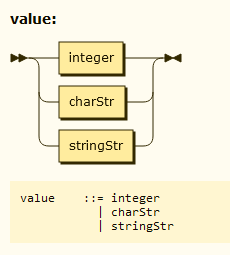 value:
integer
charStr
stringStr
value    ::= integer
           | charStr
           | stringStr